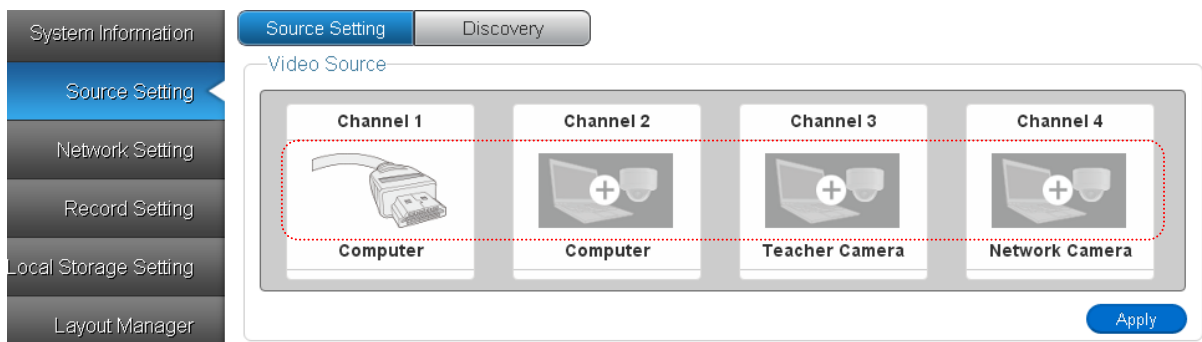 System Information
Source Setting
Network Setting
Record Setting
Local Storage Setting
Layout Manager
Source Setting Discovery
Video Source
Channel 1 Channel 2 Channel 3 Channel 4
Computer Computer Teacher Camera Network Camera
Apply